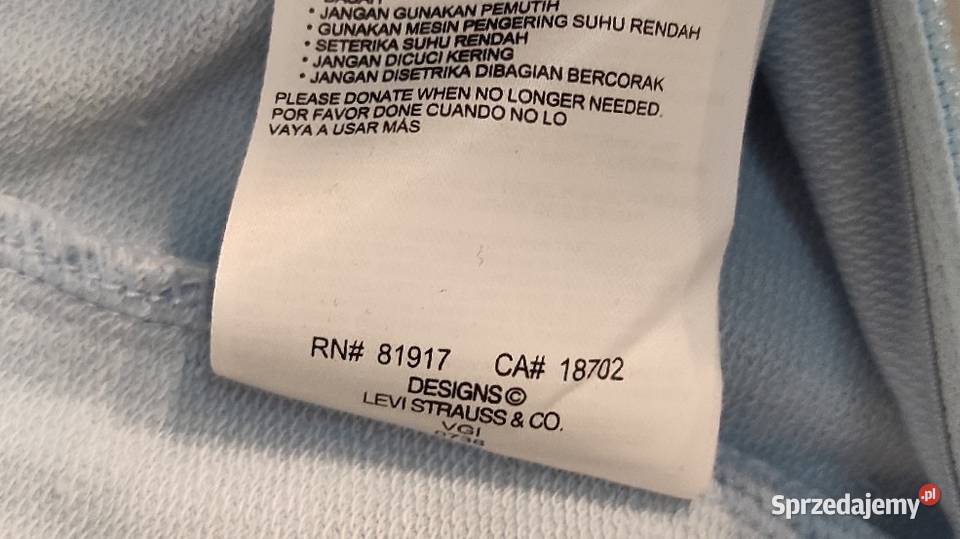 • JANGAN GUNAKAN PEMUTIH
• GUNAKAN MESIN PENGERING SUHU RENDAH
• SETERIKA SUHU RENDAH
• JANGAN DICUCI KERING
• JANGAN DISETRIKA DIBAGIAN BERCORAK
PLEASE DONATE WHEN NO LONGER NEEDED.
POR FAVOR DONE CUANDO NO LO
VAYA A USAR MÁS
RN# 81917 CA# 18702
DESIGNS©
LEVI STRAUSS & CO.
VGI
Sprzedajemy.pl